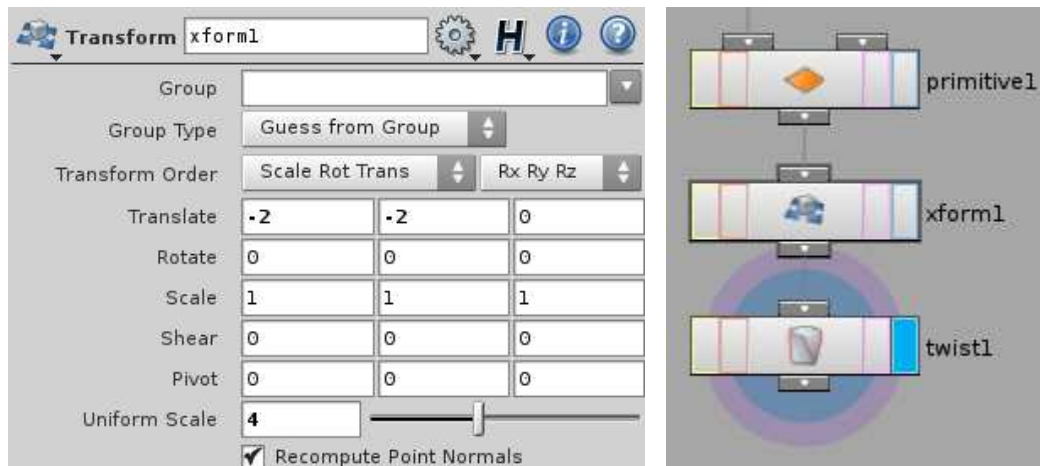 Transform xform1
Group
Group Type Guess from Group
Transform Order Scale Rot Trans Rx Ry Rz
Translate -2 -2 0
Rotate 0 0 0
Scale 1 1 1
Shear 0 0 0
Pivot 0 0 0
Uniform Scale 4
Recompute Point Normals
primitive1
xform1
twist1